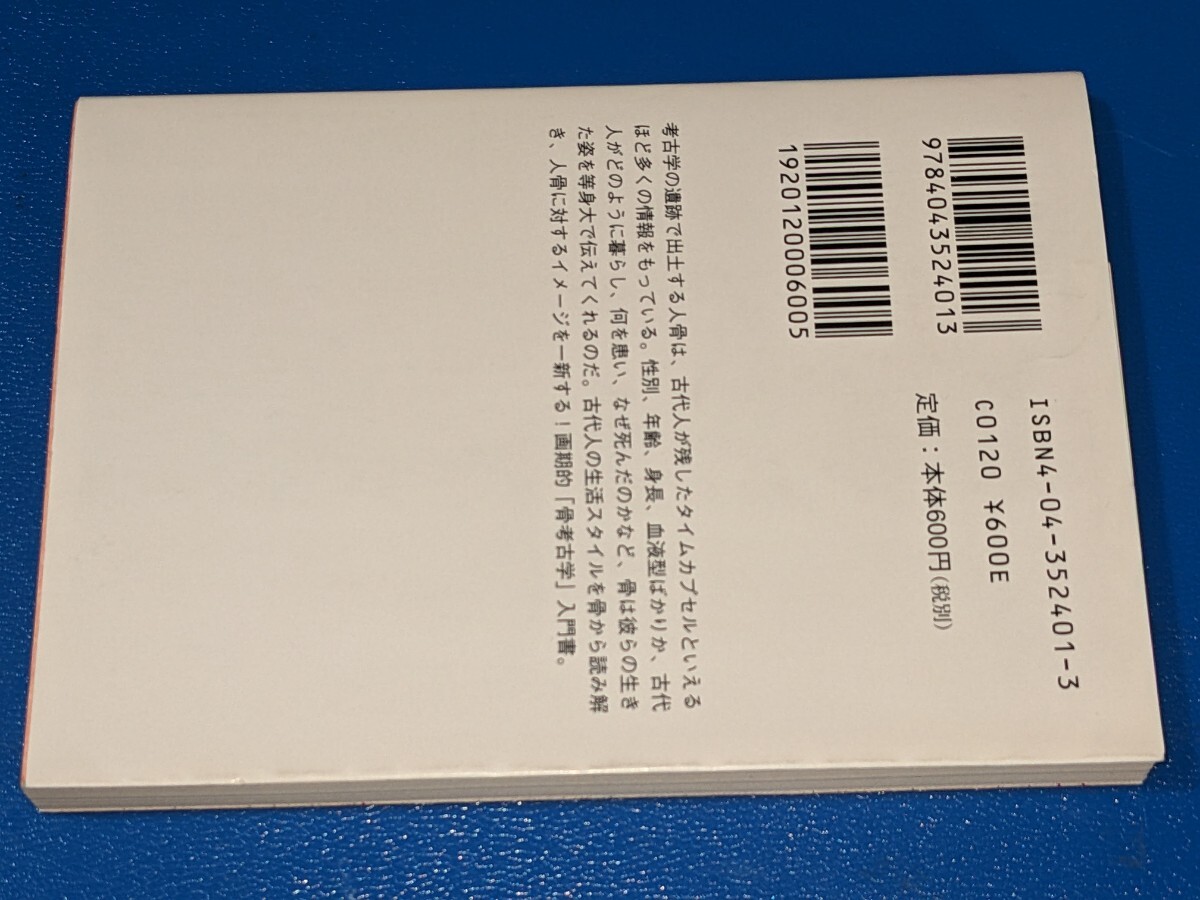 9784043524013
1920120006005
ISBN4-04-352401-3
C0120 ¥600E
定価：本体600円(税別)
考古学の遺跡で出土する人骨は、古代人が残したタイムカプセルといえる
ほど多くの情報をもっている。性別、年齢、身長、血液型ばかりか、古代
人がどのように暮らし、何を患い、なぜ死んだのかなど、骨は彼らの生き
た姿を等身大で伝えてくれるのだ。古代人の生活スタイルを骨から読み解
き、人骨に対するイメージを一新する！画期的「骨考古学」入門書。